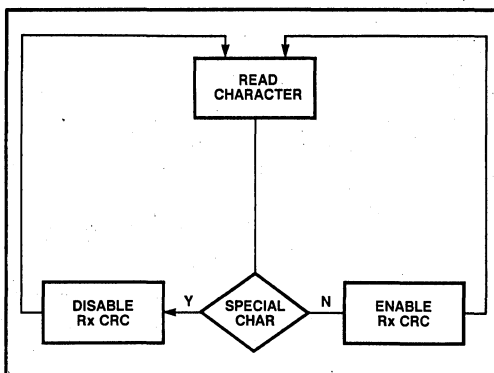 READ
CHARACTER
DISABLE
Rx CRC
Y
SPECIAL
CHAR
N
ENABLE
Rx CRC